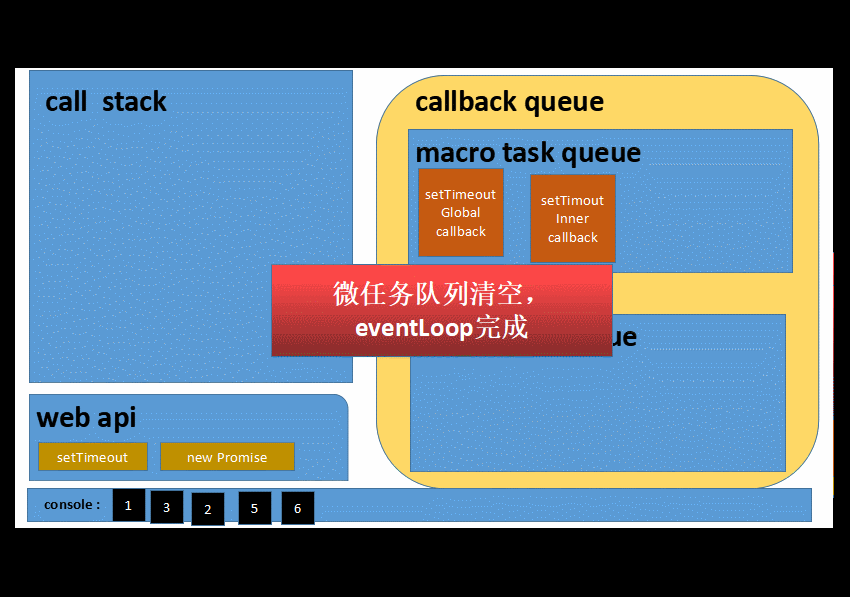 call stack
callback queue
macro task queue
setTimeout
Global
callback
setTimout
Inner
callback
微任务队列清空，
eventLoop完成
web api
setTimeout
new Promise
console :
1
3
2
5
6